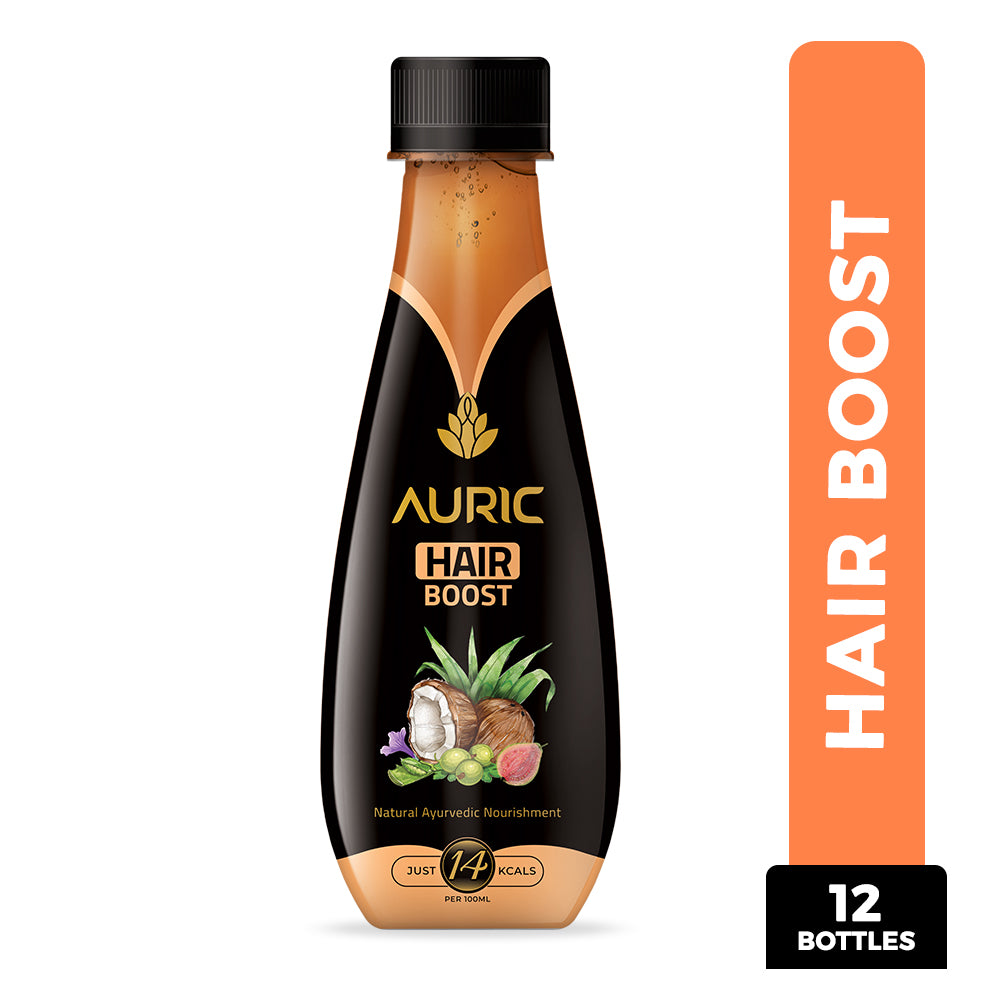 AURIC
HAIR
BOOST
Natural Ayurvedic Nourishment
JUST 14 KCALS
PER 100ML
HAIR BOOST
12
BOTTLES